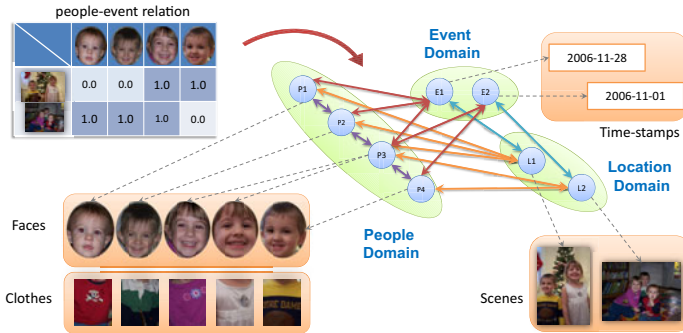 people-event relation
0.0 0.0 1.0 1.0
1.0 1.0 1.0 0.0
Event
Domain
2006-11-28
2006-11-01
Time-stamps
P1
P2
P3
P4
E1
E2
L1
L2
Location
Domain
People
Domain
Faces
Clothes
NOTRE DAME
Scenes